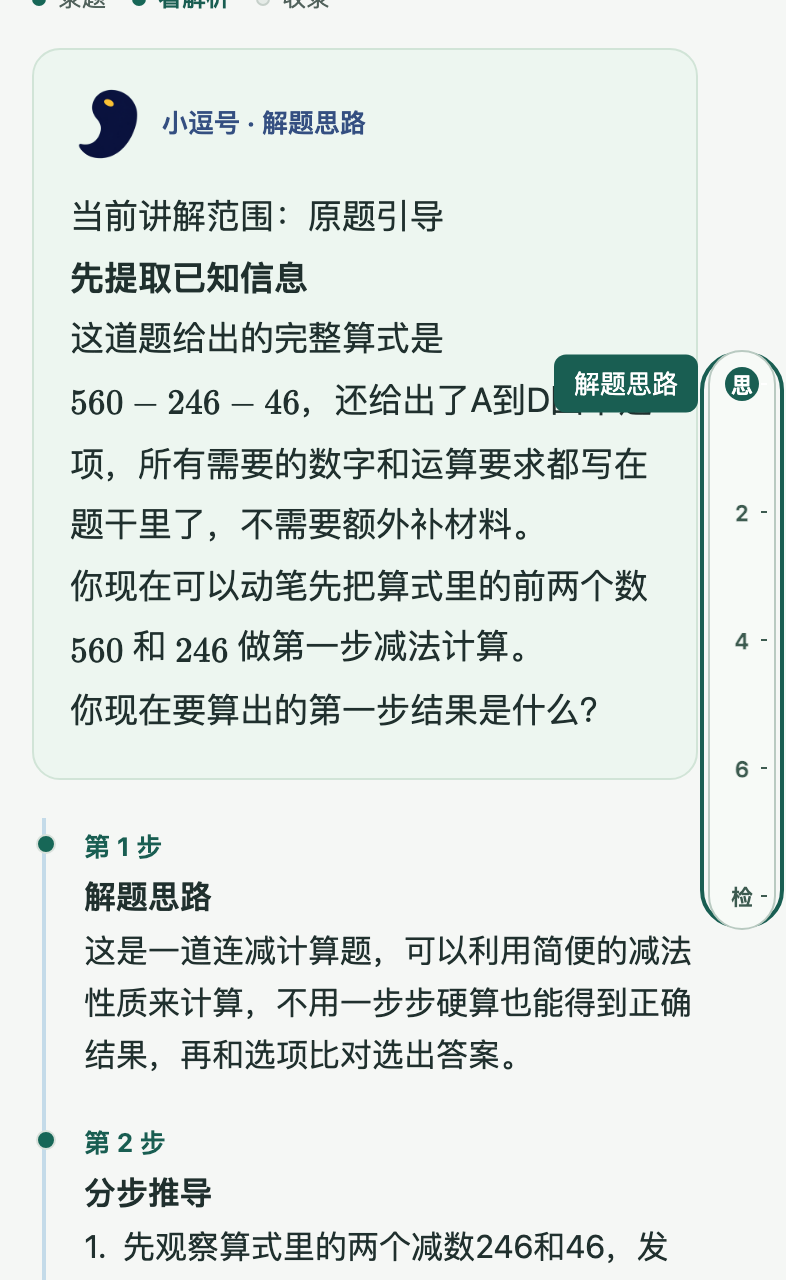 录题 看解析 收录
小逗号 · 解题思路
当前讲解范围：原题引导
先提取已知信息
这道题给出的完整算式是
560 − 246 − 46，还给出了A到D
解题思路
项，所有需要的数字和运算要求都写在
题干里了，不需要额外补材料。
你现在可以动笔先把算式里的前两个数
560 和 246 做第一步减法计算。
你现在要算出的第一步结果是什么?
思
2
4
6
检
第 1 步
解题思路
这是一道连减计算题，可以利用简便的减法
性质来计算，不用一步步硬算也能得到正确
结果，再和选项比对选出答案。
第 2 步
分步推导
1. 先观察算式里的两个减数246和46，发